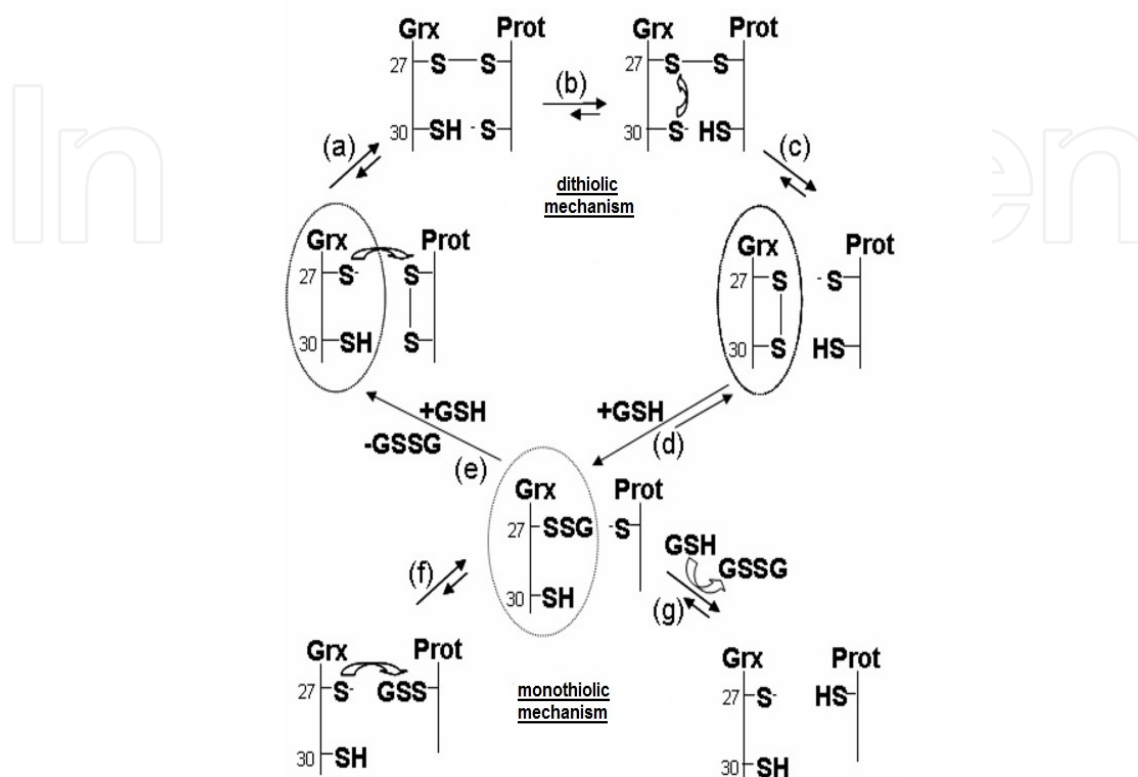 Grx Prot Grx Prot
27 S S 27 S S
(b)
30 SH -S 30 S- HS
(a) (c)
dithiolic
mechanism
Grx Prot Grx Prot
27 S- S 27 S -S
30 SH S 30 S HS
+GSH +GSH
-GSSG (d)
(e)
Grx Prot
27 SSG -S
GSH
GSSG
(f)
30 SH (g)
Grx Prot Grx Prot
27 S- GSS monothiolic 27 S- HS
mechanism
30 SH 30 SH
In en